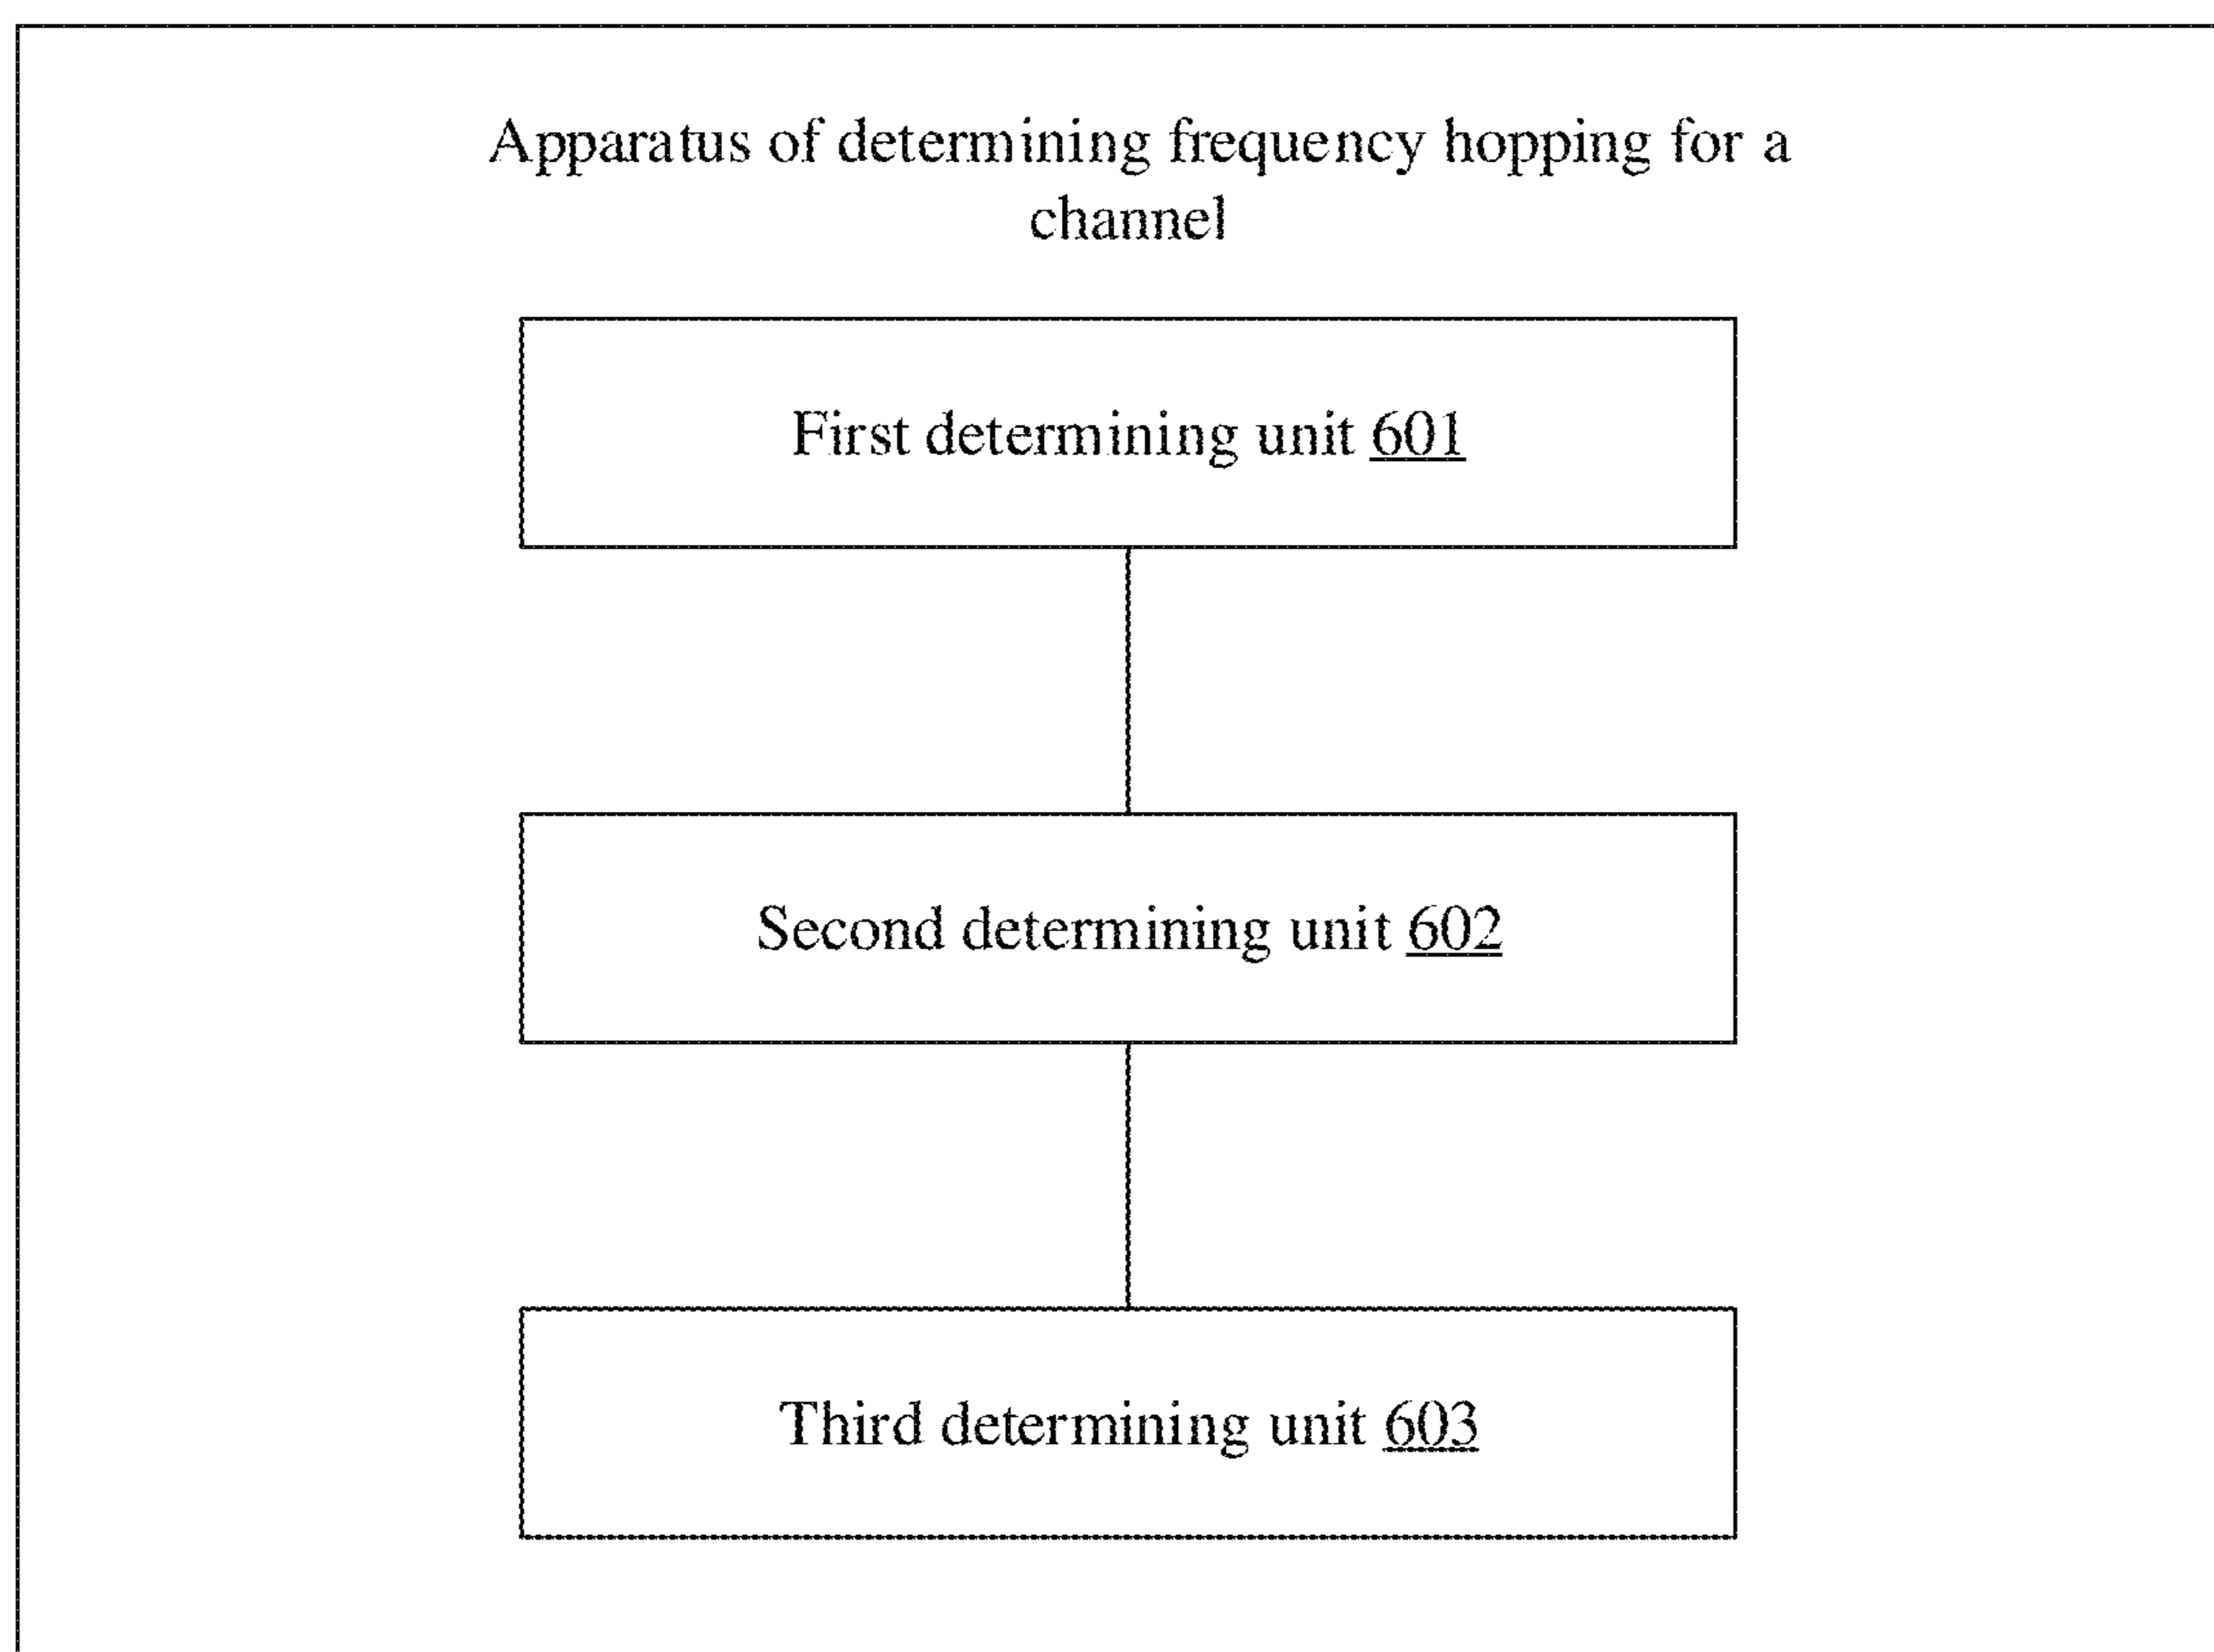 Apparatus of determining frequency hopping for a
channel
First determining unit 601
Second determining unit 602
Third determining unit 603